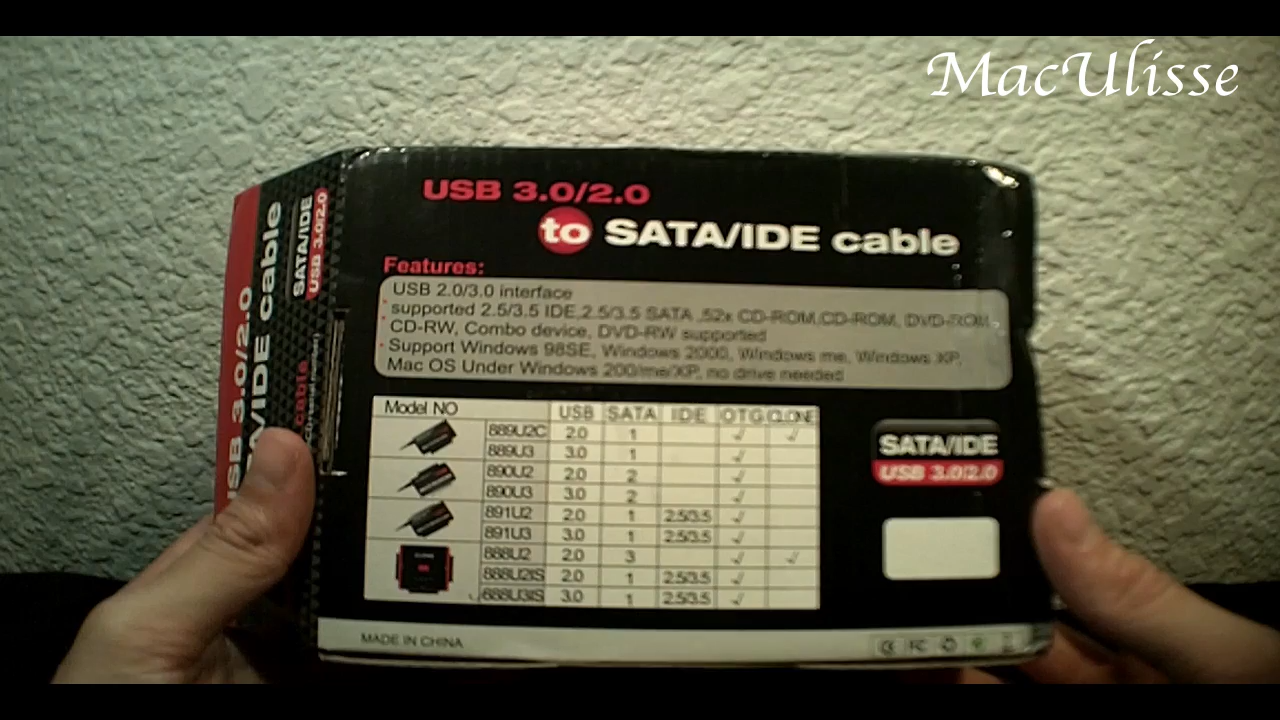 MacUlisse
USB 3.0/2.0
to SATA/IDE cable
Features:
USB 2.0/3.0 interface
supported 2.5/3.5 IDE,2.5/3.5 SATA .52x CD-ROM,CD-ROM, DVD-ROM,
CD-RW, Combo device, DVD-RW supported
Support Windows 98SE, Windows 2000, Windows me, Windows XP,
Mac OS Under Windows 200/me/XP, no drive needed
Model NO USB SATA IDE OTG CLONE
889U2C 2.0 1 √ √
889U3 3.0 1 √
890U2 2.0 2 √
890U3 3.0 2 √
891U2 2.0 1 2.5/3.5 √
891U3 3.0 1 2.5/3.5 √
888U2 2.0 3 √ √
888U2IS 2.0 1 2.5/3.5 √
√ 888U3IS 3.0 1 2.5/3.5 √
SATA/IDE
USB 3.0/2.0
MADE IN CHINA
CE FC
USB 3.0/2.0
SATA/IDE cable
SATA/IDE
USB 3.0/2.0
cable